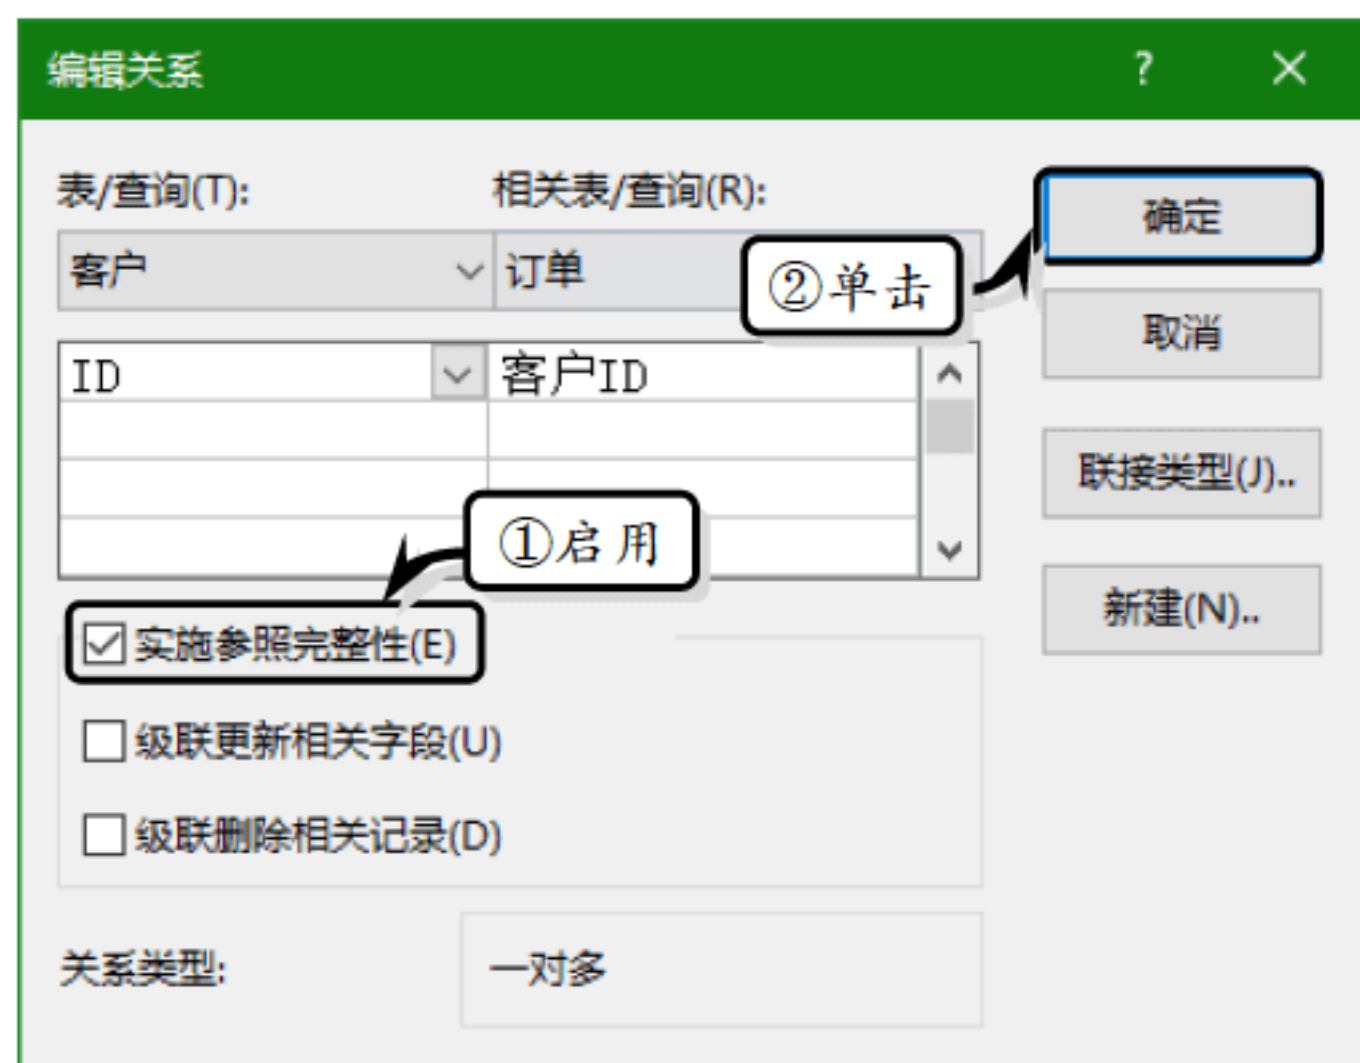 编辑关系
表/查询(T): 相关表/查询(R):
确定
客户 订单
②单击
取消
ID 客户ID
联接类型(J)..
①启用
新建(N)..
实施参照完整性(E)
级联更新相关字段(U)
级联删除相关记录(D)
关系类型: 一对多